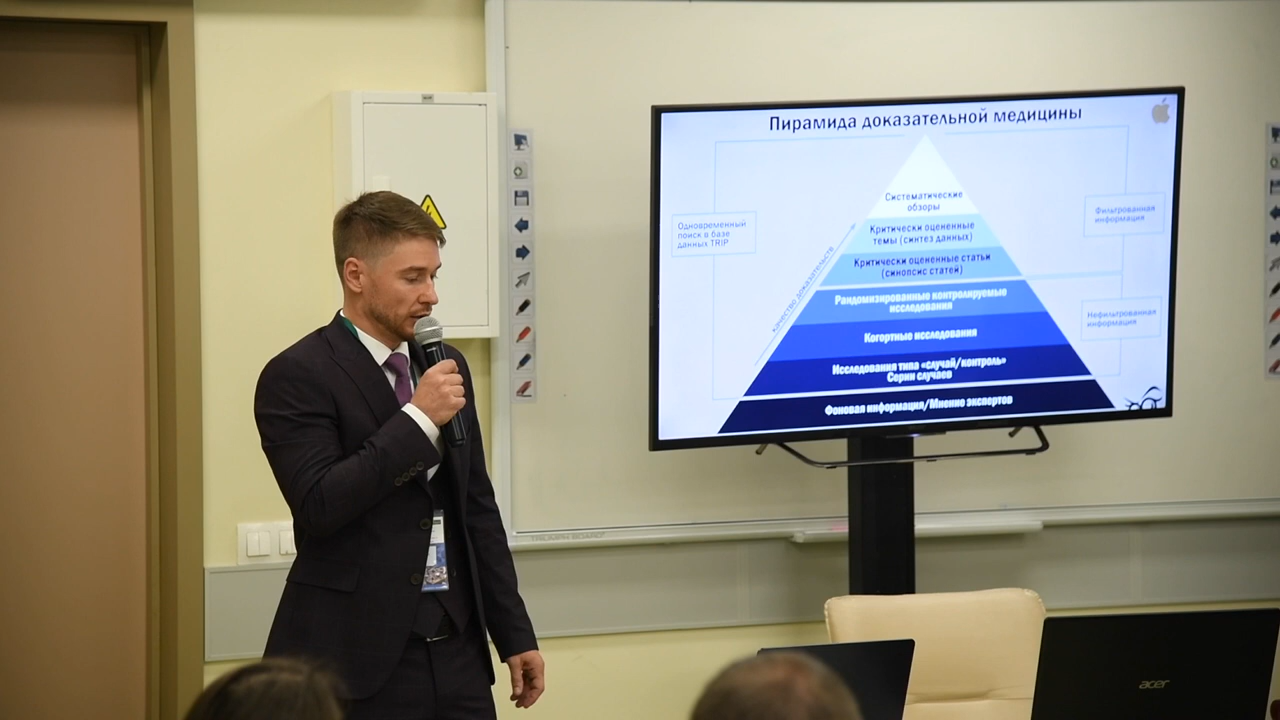 Пирамида доказательной медицины
Систематические
обзоры
Одновременный
поиск в базе
данных TRIP
Фильтрованная
информация
Критически оцененные
темы (синтез данных)
Критически оцененные статьи
(синопсис статей)
качество доказательств
Рандомизированные контролируемые
исследования
Нефильтрованная
информация
Когортные исследования
Исследования типа «случай/контроль»
Серии случаев
Фоновая информация/Мнение экспертов
TRIUMPH BOARD
acer